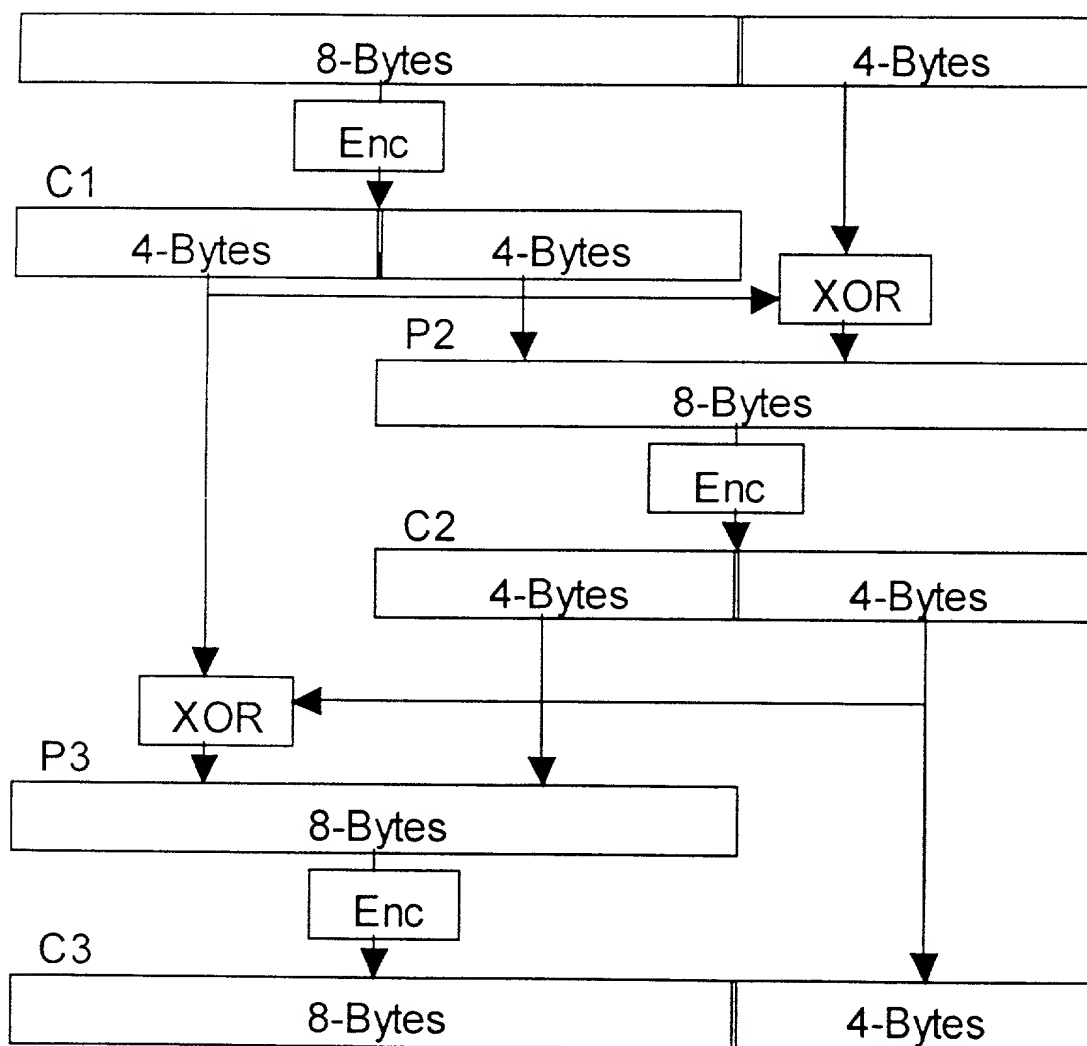 8-Bytes 4-Bytes
Enc
C1
4-Bytes 4-Bytes
XOR
P2
8-Bytes
Enc
C2
4-Bytes 4-Bytes
XOR
P3
8-Bytes
Enc
C3
8-Bytes 4-Bytes